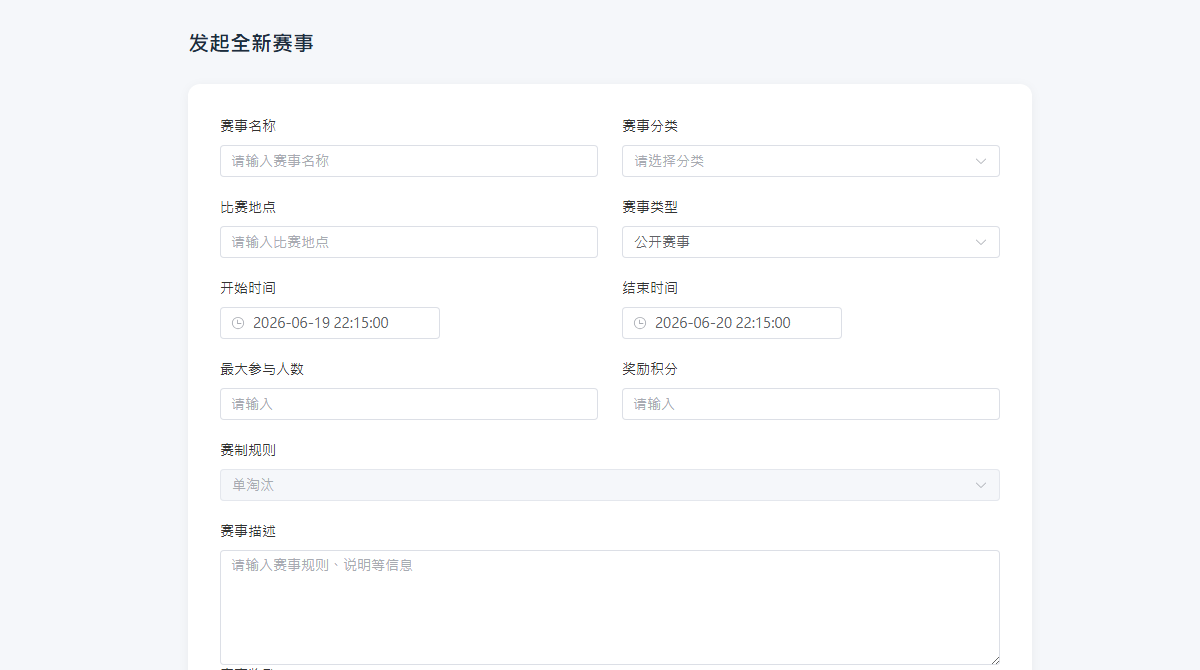 发起全新赛事
赛事名称
赛事分类
请输入赛事名称
请选择分类
比赛地点
赛事类型
请输入比赛地点
公开赛事
开始时间
结束时间
2026-06-19 22:15:00
2026-06-20 22:15:00
最大参与人数
奖励积分
请输入
请输入
赛制规则
单淘汰
赛事描述
请输入赛事规则、说明等信息